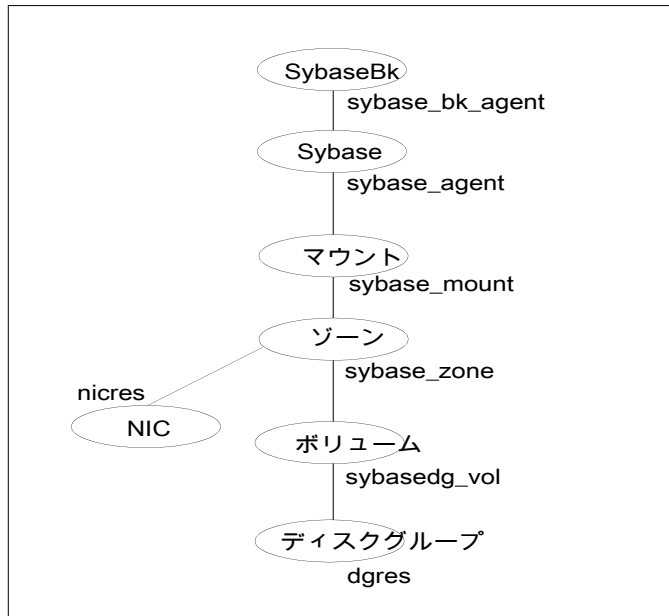 SybaseBk
sybase_bk_agent
Sybase
sybase_agent
マウント
sybase_mount
ゾーン
sybase_zone
nicres
NIC
ボリューム
sybasedg_vol
ディスクグループ
dgres